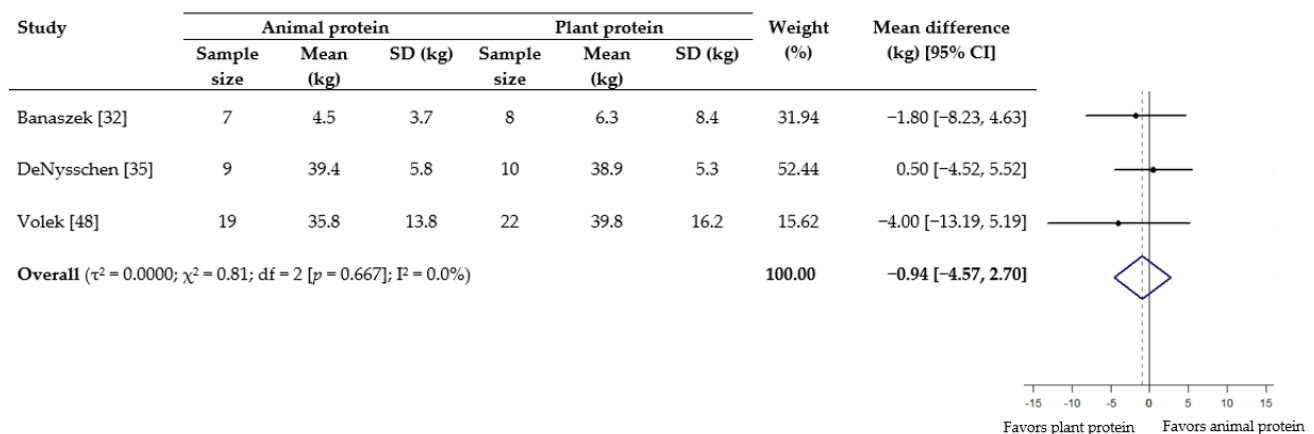 Study Animal protein Plant protein Weight (%) Mean difference (kg) [95% CI]
Sample size Mean (kg) SD (kg) Sample size Mean (kg) SD (kg)
Banaszek [32] 7 4.5 3.7 8 6.3 8.4 31.94 −1.80 [−8.23, 4.63]
DeNysschen [35] 9 39.4 5.8 10 38.9 5.3 52.44 0.50 [−4.52, 5.52]
Volek [48] 19 35.8 13.8 22 39.8 16.2 15.62 −4.00 [−13.19, 5.19]
Overall (τ² = 0.0000; χ² = 0.81; df = 2 [p = 0.667]; I² = 0.0%) 100.00 −0.94 [−4.57, 2.70]
-15 -10 -5 0 5 10 15
Favors plant protein Favors animal protein